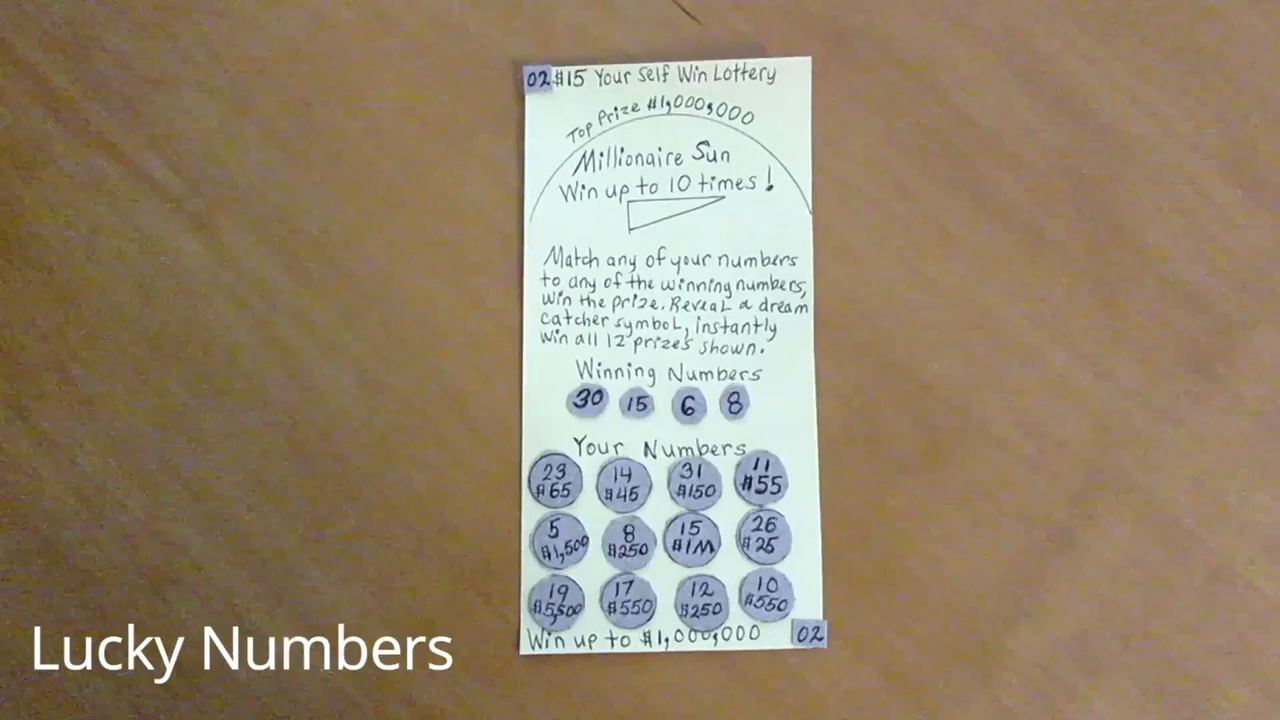 02 $15 Your Self Win Lottery
Top Prize $1,000,000
Millionaire Sun
Win up to 10 times!
Match any of your numbers
to any of the winning numbers,
win the prize. Reveal a dream
catcher symbol, instantly
win all 12 prizes shown.
Winning Numbers
30 15 6 8
Your Numbers
23 14 31 11
$65 $45 $150 $55
5 8 15 26
$1,500 $250 $1M $25
19 17 12 10
$5,500 $550 $250 $550
Win up to $1,000,000 02
Lucky Numbers